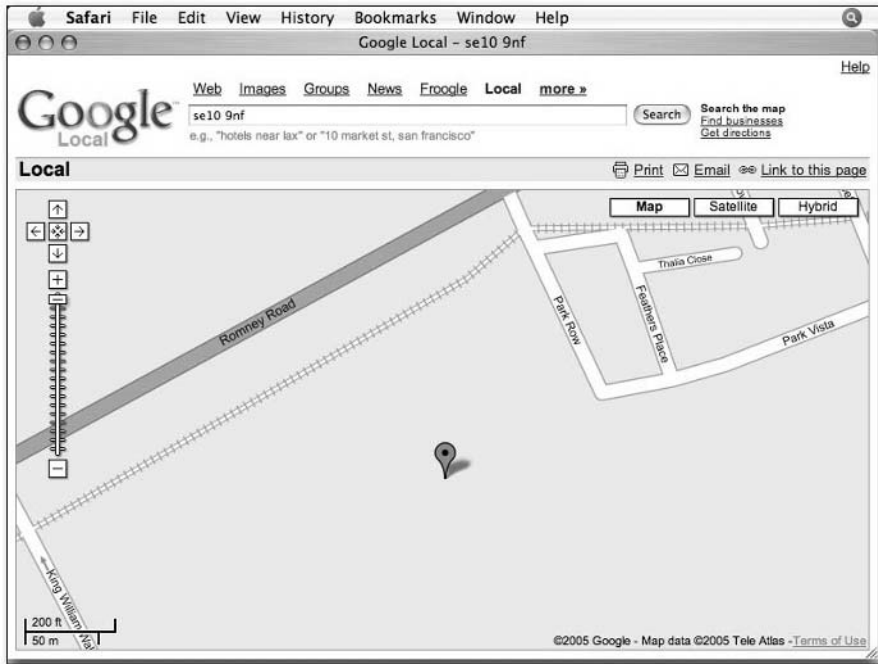 Safari File Edit View History Bookmarks Window Help
Google Local – se10 9nf
Help
Google Local
Web Images Groups News Froogle Local more »
se10 9nf
Search
Search the map
Find businesses
Get directions
e.g., "hotels near lax" or "10 market st, san francisco"
Local
Print Email Link to this page
Map Satellite Hybrid
Thalia Close
Romney Road
Park Row
Feathers Place
Park Vista
King William
200 ft
50 m
©2005 Google - Map data ©2005 Tele Atlas - Terms of Use